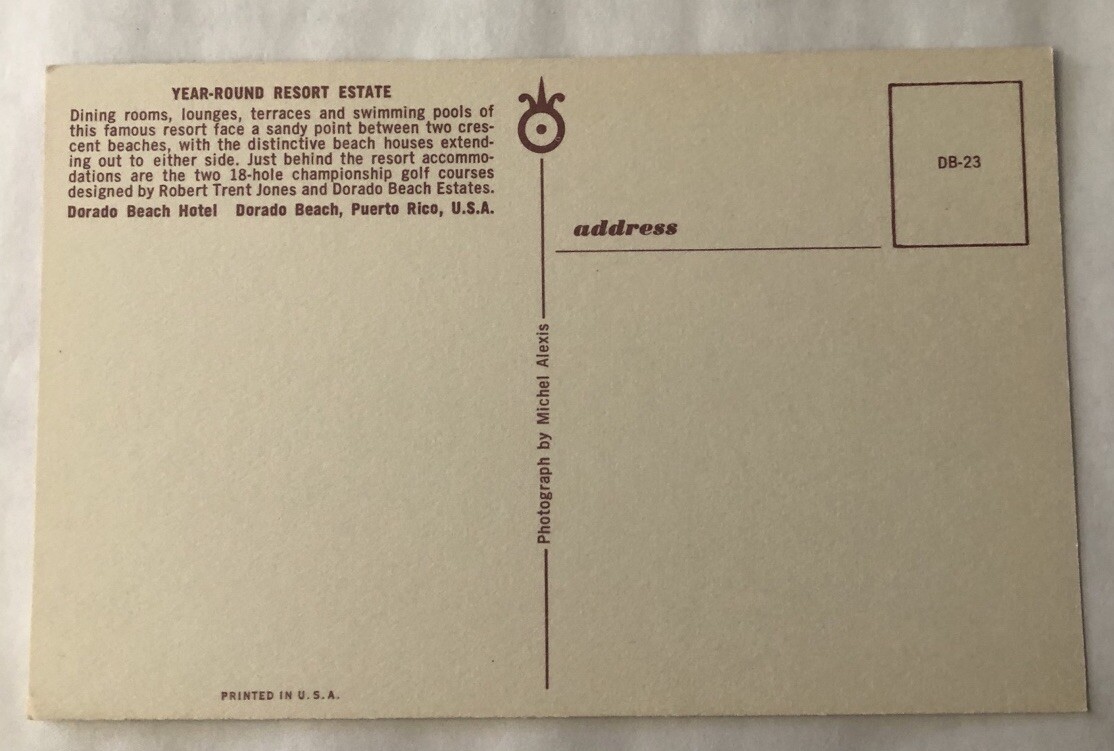 YEAR-ROUND RESORT ESTATE
Dining rooms, lounges, terraces and swimming pools of
this famous resort face a sandy point between two cres-
cent beaches, with the distinctive beach houses extend-
ing out to either side. Just behind the resort accommo-
dations are the two 18-hole championship golf courses
designed by Robert Trent Jones and Dorado Beach Estates.
Dorado Beach Hotel Dorado Beach, Puerto Rico, U.S.A.
PRINTED IN U.S.A.
Photograph by Michel Alexis
DB-23
address